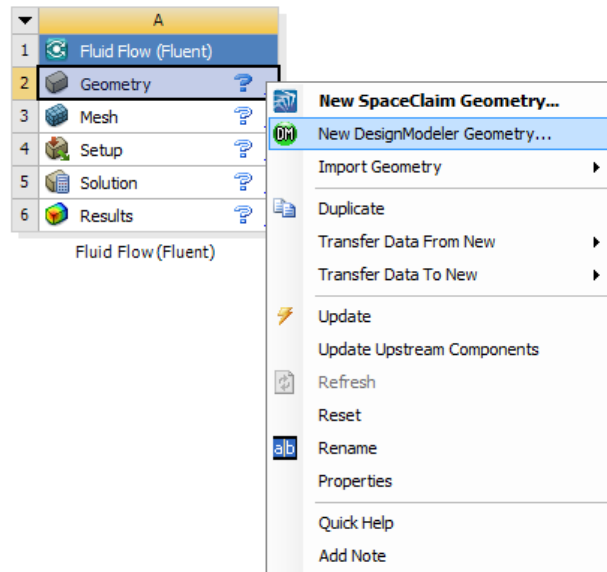 A
1 Fluid Flow (Fluent)
2 Geometry ?
3 Mesh ?
4 Setup ?
5 Solution ?
6 Results ?
Fluid Flow (Fluent)
New SpaceClaim Geometry...
DM New DesignModeler Geometry...
Import Geometry
Duplicate
Transfer Data From New
Transfer Data To New
Update
Update Upstream Components
Refresh
Reset
a|b Rename
Properties
Quick Help
Add Note